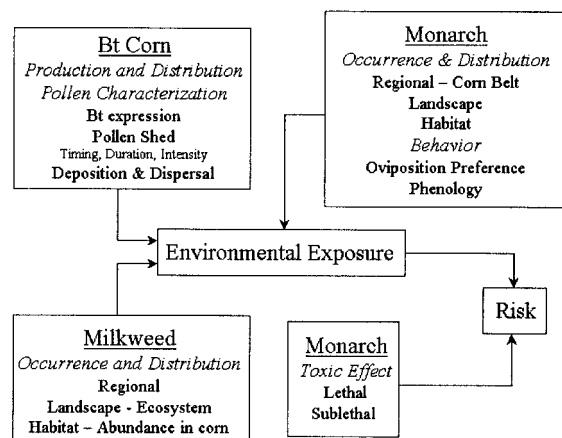 Bt Corn
Production and Distribution
Pollen Characterization
Bt expression
Pollen Shed
Timing, Duration, Intensity
Deposition & Dispersal
Monarch
Occurrence & Distribution
Regional – Corn Belt
Landscape
Habitat
Behavior
Oviposition Preference
Phenology
Environmental Exposure
Risk
Milkweed
Occurrence and Distribution
Regional
Landscape - Ecosystem
Habitat – Abundance in corn
Monarch
Toxic Effect
Lethal
Sublethal